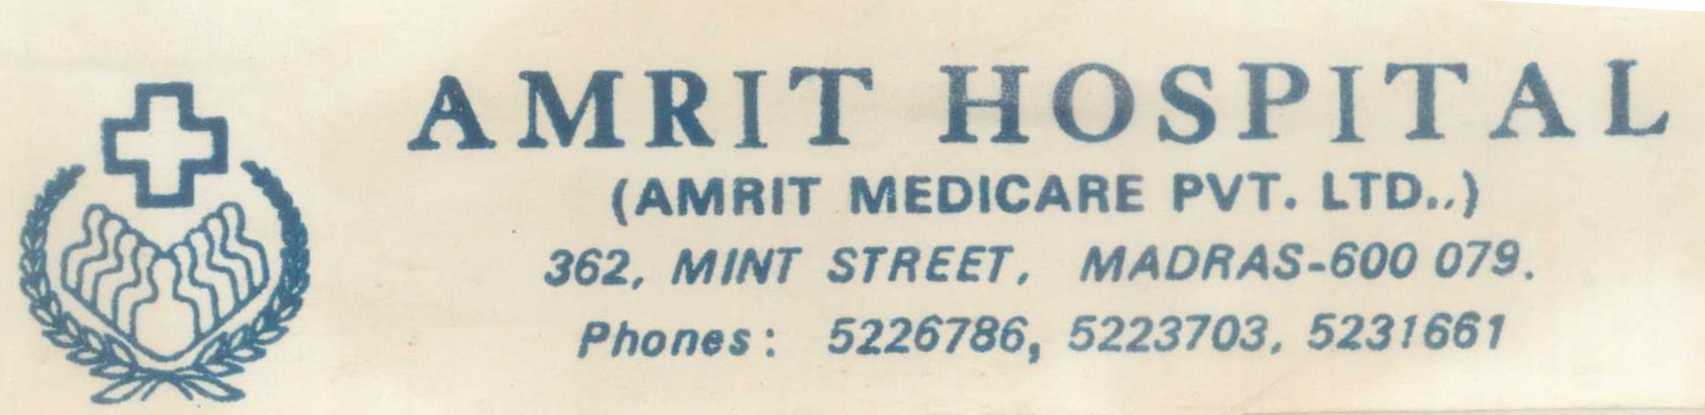 AMRIT HOSPITAL
(AMRIT MEDICARE PVT. LTD..)
362, MINT STREET, MADRAS-600 079.
Phones: 5226786, 5223703, 5231661